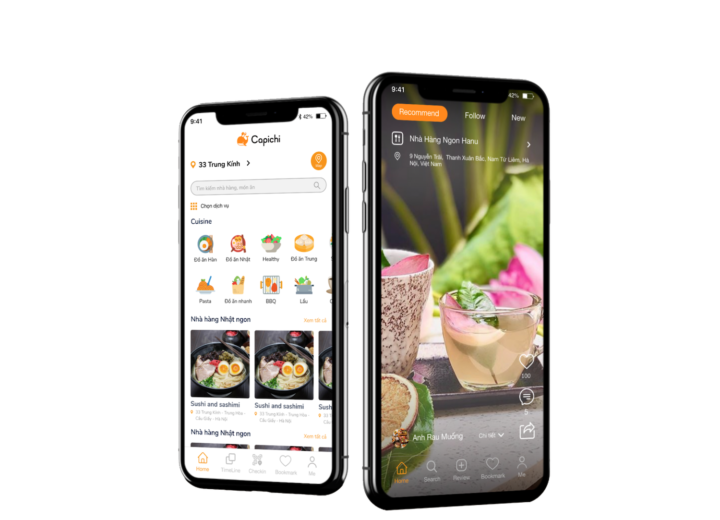 9:41
42%
Capichi
33 Trung Kính
Tìm kiếm nhà hàng, món ăn
Chọn dịch vụ
Cuisine
Đồ ăn Hàn
Đồ ăn Nhật
Healthy
Đồ ăn Trung
Pasta
Đồ ăn nhanh
BBQ
Lẩu
Nhà hàng Nhật ngon
Xem tất cả
Sushi and sashimi
Sushi and sashimi
Sush
33 Trung Kính - Trung Hòa -
Cầu Giấy - Hà Nội
33 Trung Kính - Trung Hòa -
Cầu Giấy - Hà Nội
Nhà hàng Nhật ngon
Xem tất cả
Home
TimeLine
Bookmark
Me
9:41
42%
Recommend
Follow
New
Nhà Hàng Ngon Hanu
9 Nguyễn Trãi, Thanh Xuân Bắc, Nam Từ Liêm, Hà
Nội, Việt Nam
100
Anh Rau Muống
Chi tiết
Home
Search
Review
Bookmark
Me